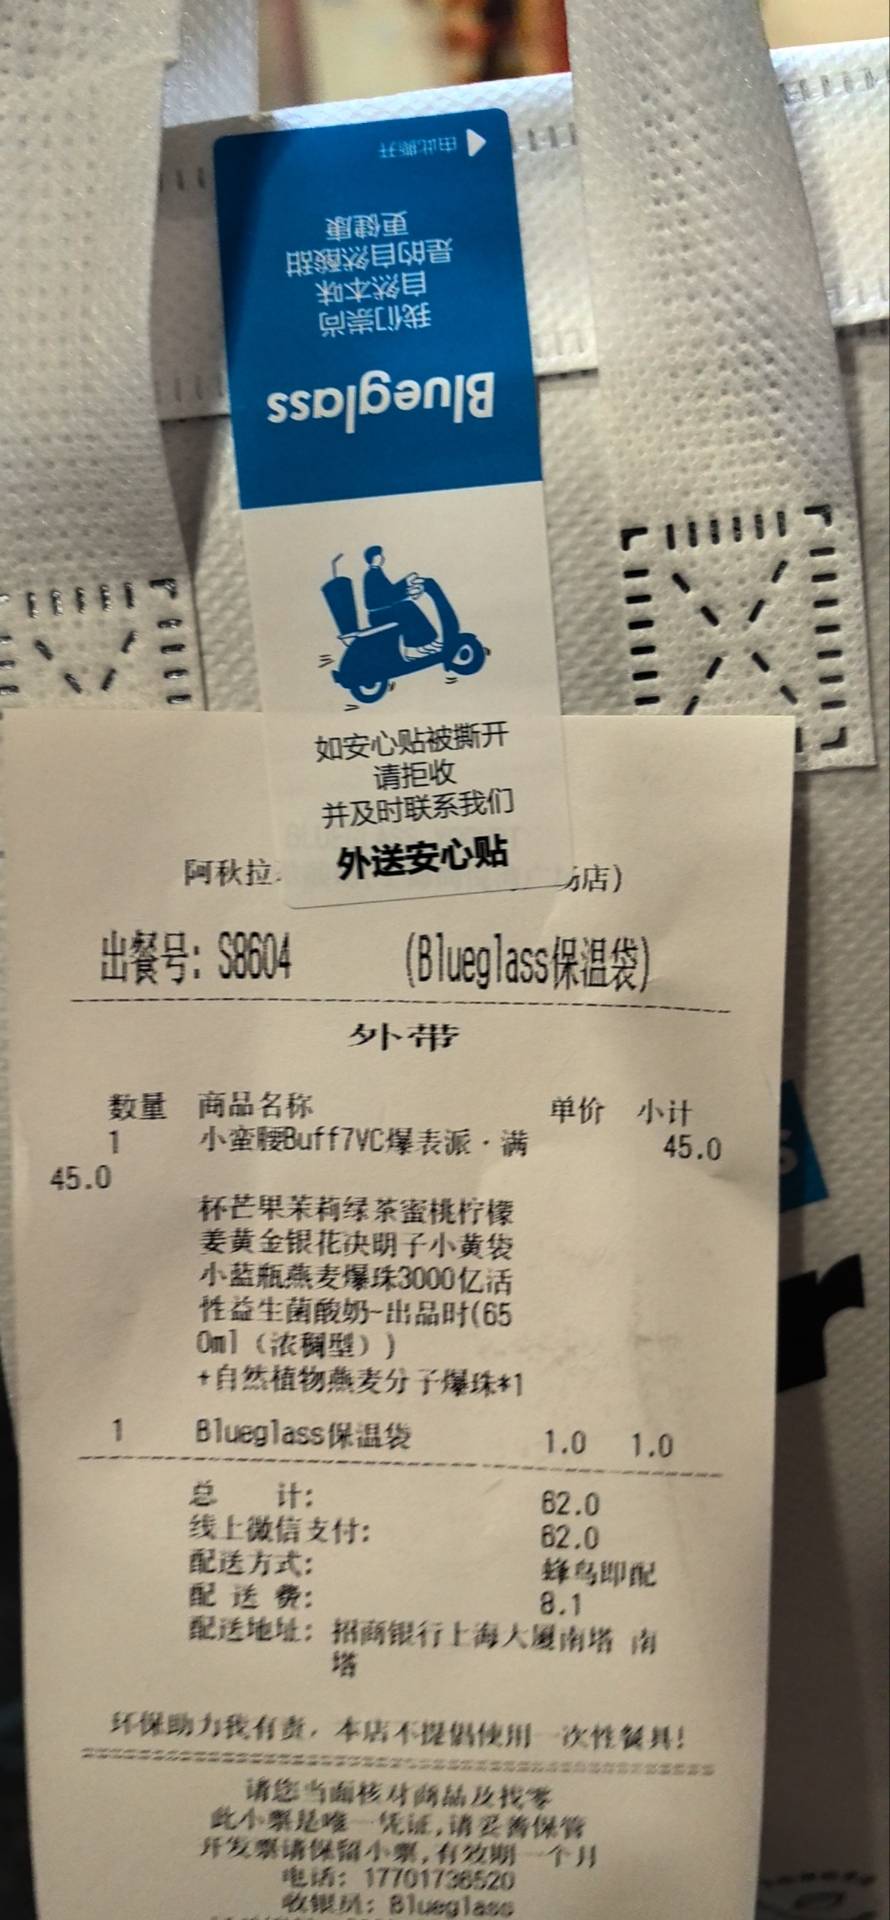 由此撕开
我们崇尚
自然本味
是的自然酸甜
更健康
Blueglass
如安心贴被撕开
请拒收
并及时联系我们
外送安心贴
阿秋拉
店)
出餐号: S8604 (Blueglass保温袋)
外带
数量 商品名称 单价 小计
1 小蛮腰Buff7VC爆表派·满 45.0
45.0
杯芒果茉莉绿茶蜜桃柠檬
姜黄金银花决明子小黄袋
小蓝瓶燕麦爆珠3000亿活
性益生菌酸奶-出品时(65
0ml（浓稠型）)
+自然植物燕麦分子爆珠*1
1 Blueglass保温袋 1.0 1.0
总 计: 62.0
线上微信支付: 62.0
配送方式: 蜂鸟即配
配 送 费: 8.1
配送地址: 招商银行上海大厦南塔 南
塔
环保助力我有责，本店不提倡使用一次性餐具!
请您当面核对商品及找零
此小票是唯一凭证,请妥善保管
开发票请保留小票,有效期一个月
电话: 17701736520
收银员: Blueglass